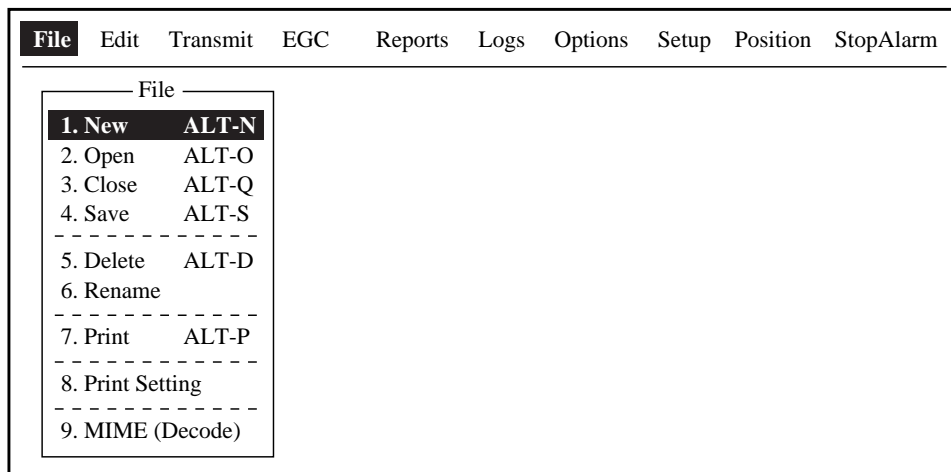 File Edit Transmit EGC Reports Logs Options Setup Position StopAlarm
File
1. New ALT-N
2. Open ALT-O
3. Close ALT-Q
4. Save ALT-S
5. Delete ALT-D
6. Rename
7. Print ALT-P
8. Print Setting
9. MIME (Decode)